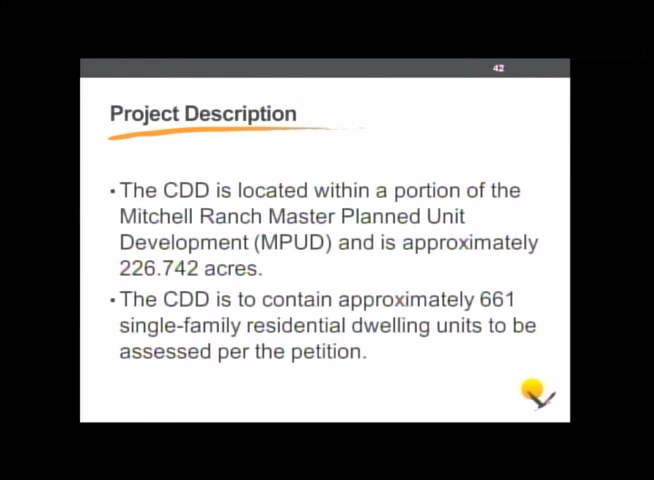 42
Project Description
• The CDD is located within a portion of the
Mitchell Ranch Master Planned Unit
Development (MPUD) and is approximately
226.742 acres.
• The CDD is to contain approximately 661
single-family residential dwelling units to be
assessed per the petition.